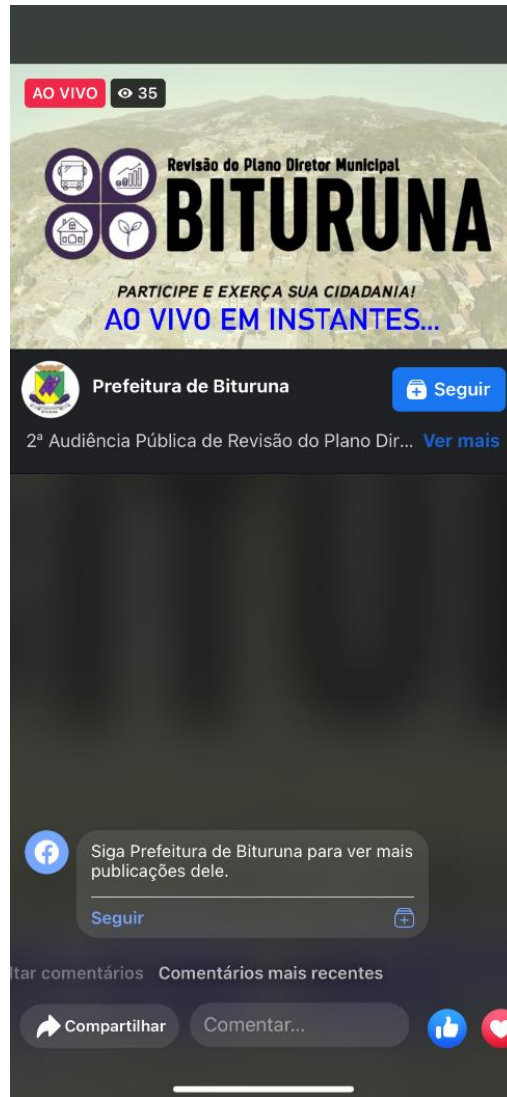 AO VIVO 35
Revisão do Plano Diretor Municipal
BITURUNA
PARTICIPE E EXERÇA SUA CIDADANIA!
AO VIVO EM INSTANTES...
Prefeitura de Bituruna Seguir
2ª Audiência Pública de Revisão do Plano Dir... Ver mais
Siga Prefeitura de Bituruna para ver mais
publicações dele.
Seguir
ltar comentários Comentários mais recentes
Compartilhar Comentar...